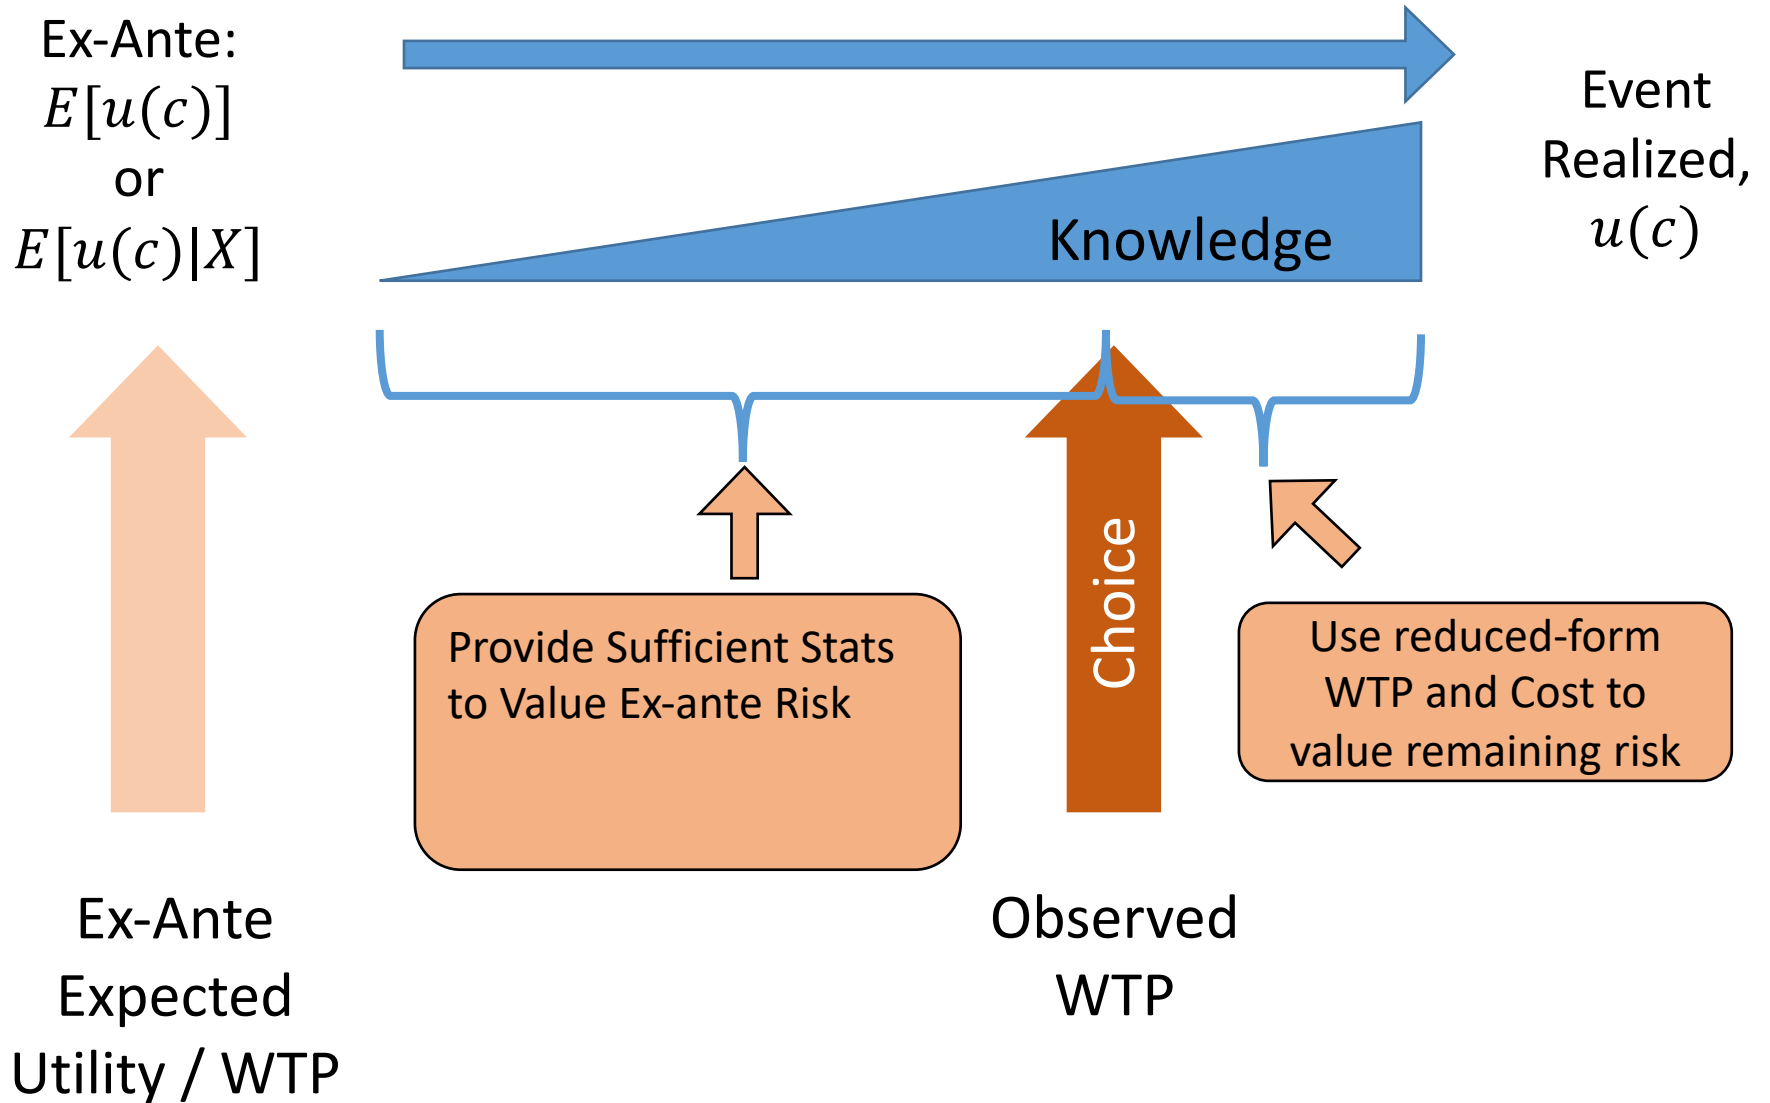 Ex-Ante:
E[u(c)]
or
E[u(c)|X]
Event
Realized,
u(c)
Knowledge
Choice
Provide Sufficient Stats
to Value Ex-ante Risk
Use reduced-form
WTP and Cost to
value remaining risk
Ex-Ante
Expected
Utility / WTP
Observed
WTP